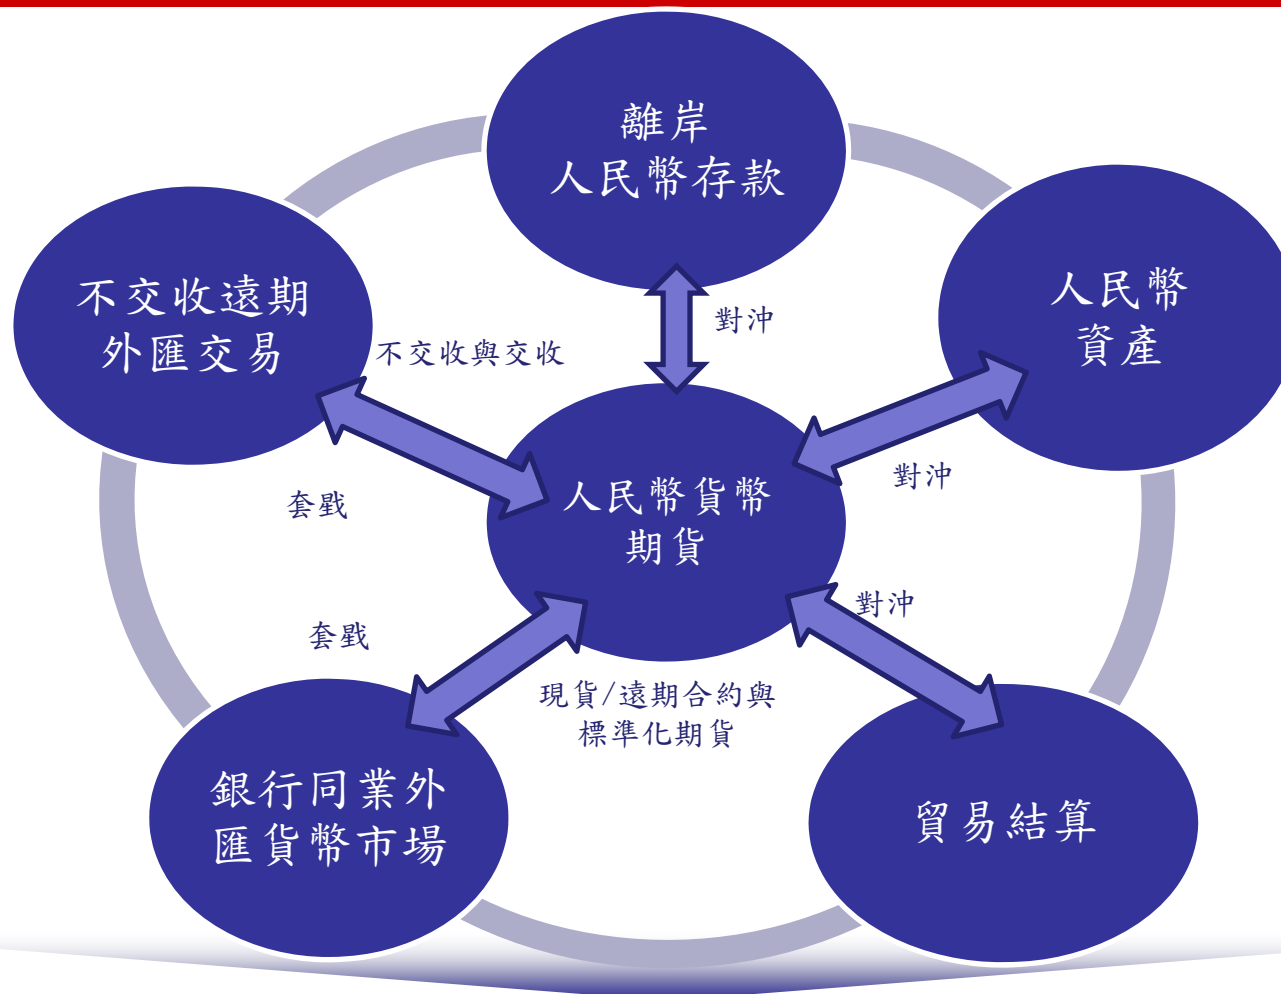 離岸
人民幣存款
人民幣
資產
不交收遠期
外匯交易
對沖
不交收與交收
對沖
人民幣貨幣
期貨
套戥
對沖
套戥
現貨/遠期合約與
標準化期貨
銀行同業外
匯貨幣市場
貿易結算